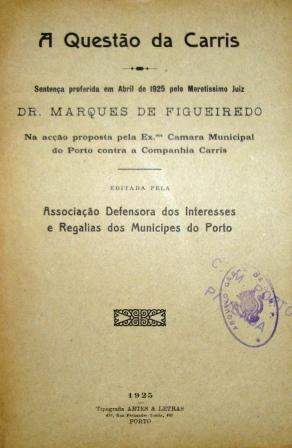 A Questão da Carris
Sentença proferida em Abril de 1925 pelo Meretissimo Juiz
DR. MARQUES DE FIGUEIREDO
Na acção proposta pela Ex.ma Camara Municipal
do Porto contra a Companhia Carris
EDITADA PELA
Associação Defensora dos Interesses
e Regalias dos Municipes do Porto
C. M. PORTO
1925
Tipografia ARTES & LETRAS
PORTO